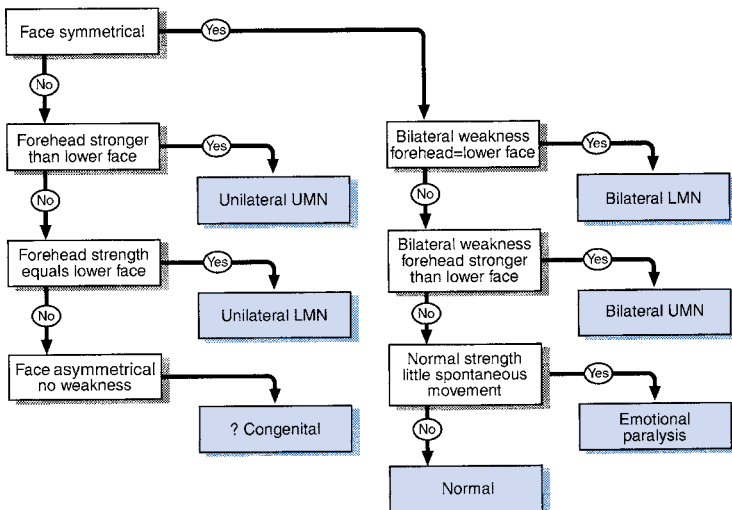 Face symmetrical
Yes
No
Forehead stronger
than lower face
Yes
Unilateral UMN
No
Forehead strength
equals lower face
Yes
Unilateral LMN
No
Face asymmetrical
no weakness
? Congenital
Bilateral weakness
forehead=lower face
Yes
Bilateral LMN
No
Bilateral weakness
forehead stronger
than lower face
Yes
Bilateral UMN
No
Normal strength
little spontaneous
movement
Yes
Emotional
paralysis
No
Normal